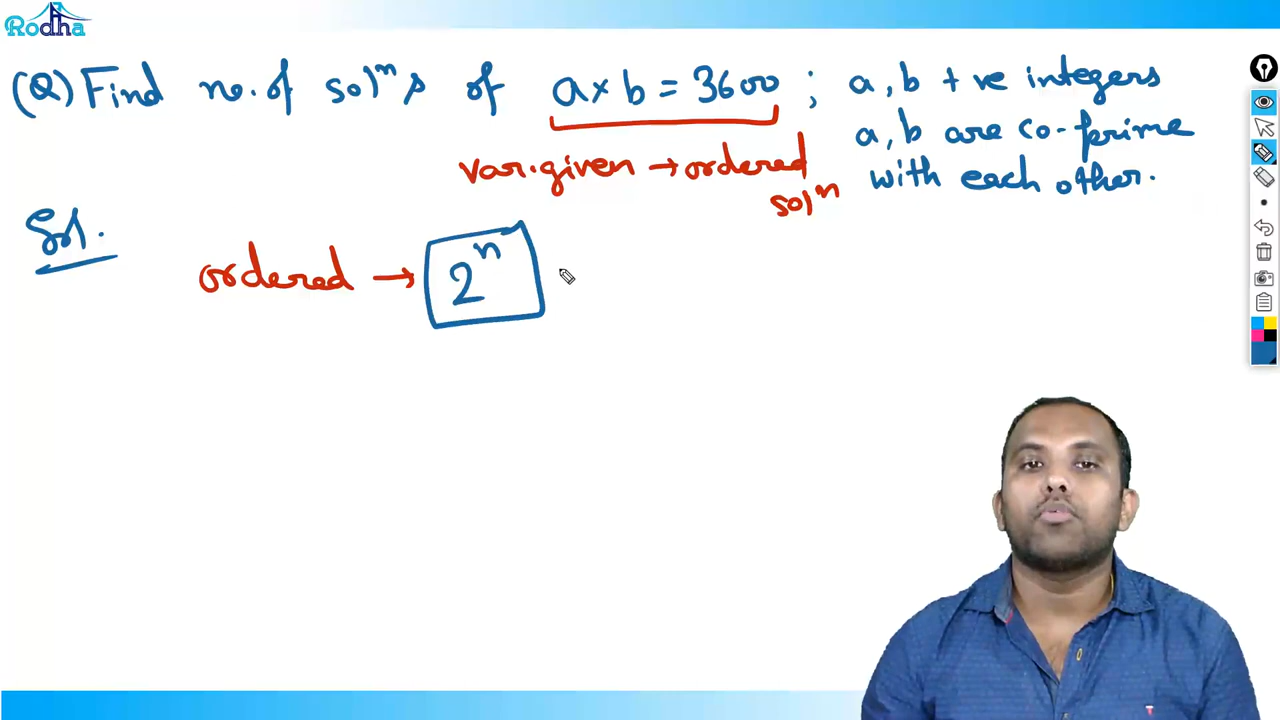 Rodha
(Q) Find no. of solⁿs of a × b = 3600 ; a, b +ve integers
a, b are co-prime
var. given → ordered solⁿ
with each other.
Sol.
ordered → 2ⁿ